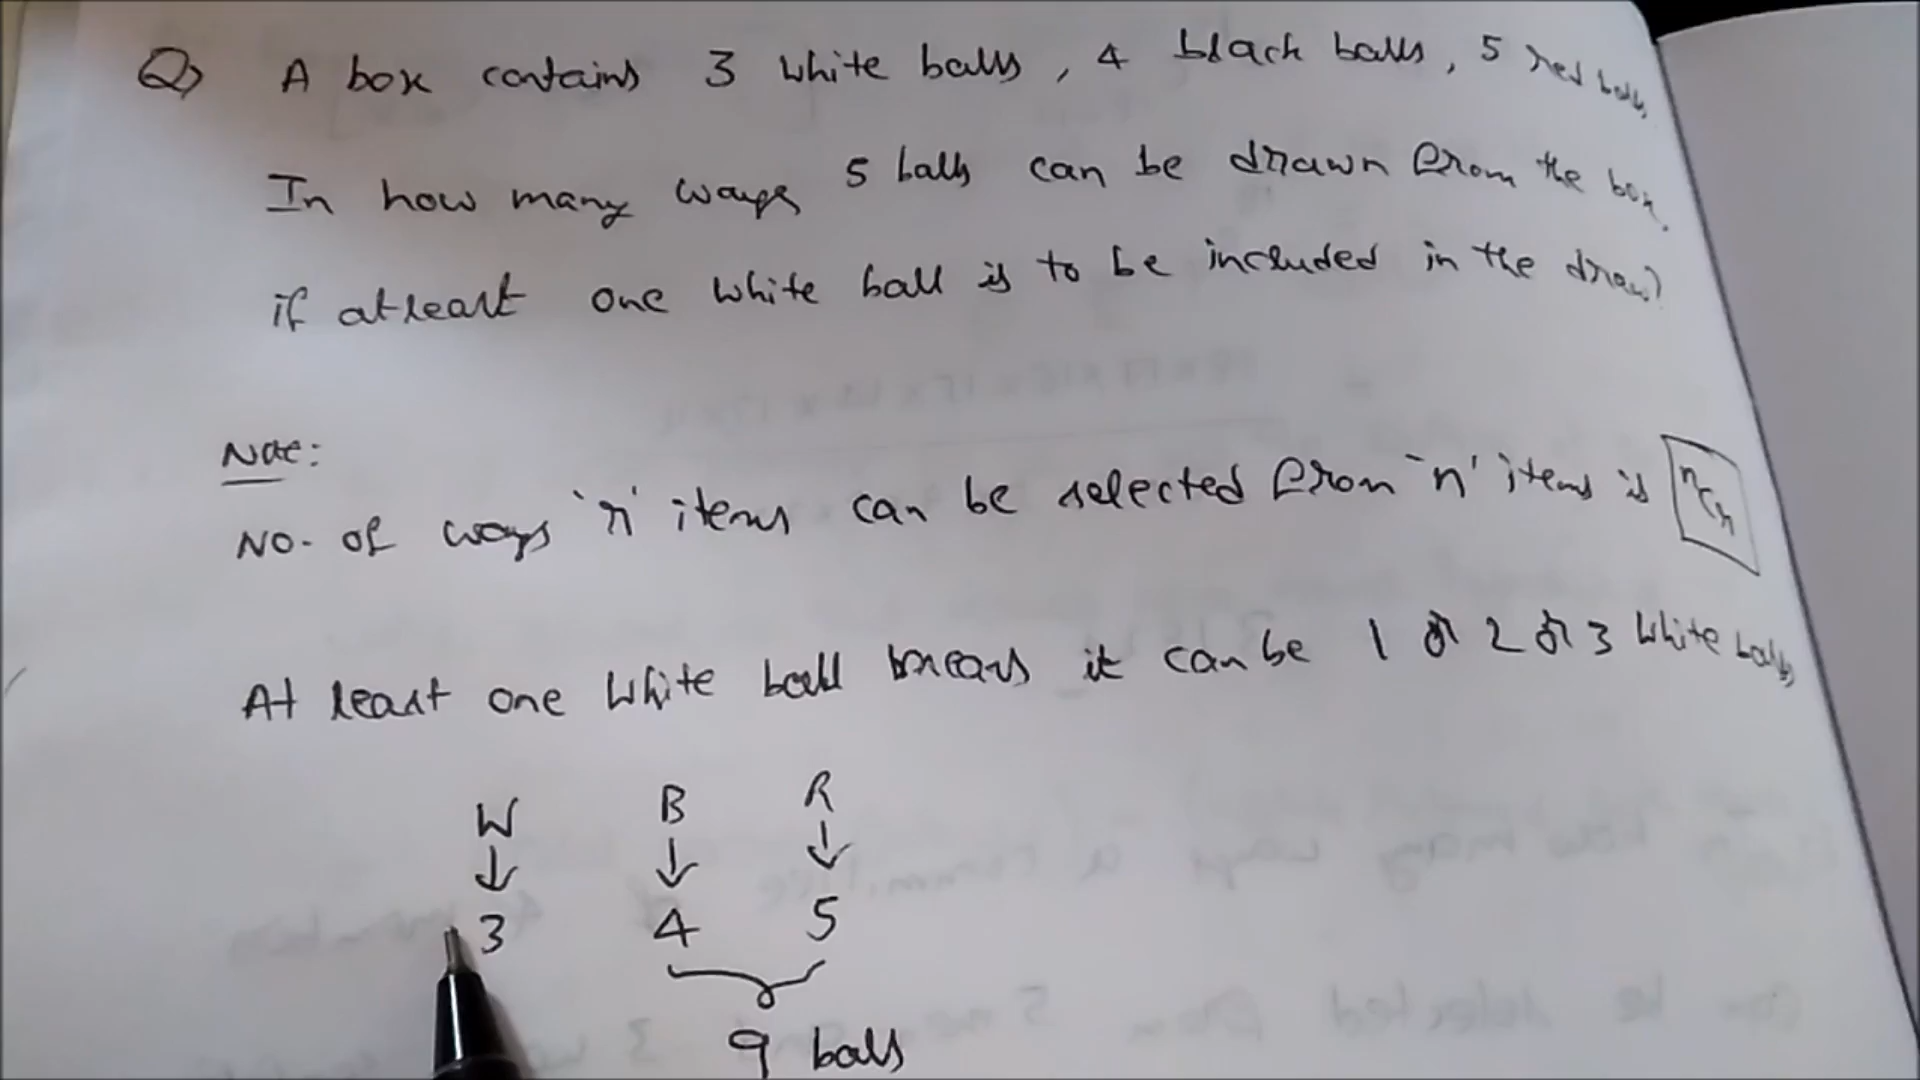 Q) A box contains 3 white balls, 4 black balls, 5 red balls,
In how many ways 5 balls can be drawn from the box.
if atleast one white ball is to be included in the draw?
Note:
NO. of ways 'r' items can be selected from 'n' items is nCr
At least one white ball means it can be 1 or 2 or 3 white balls
W B R
↓ ↓ ↓
3 4 5
9 balls